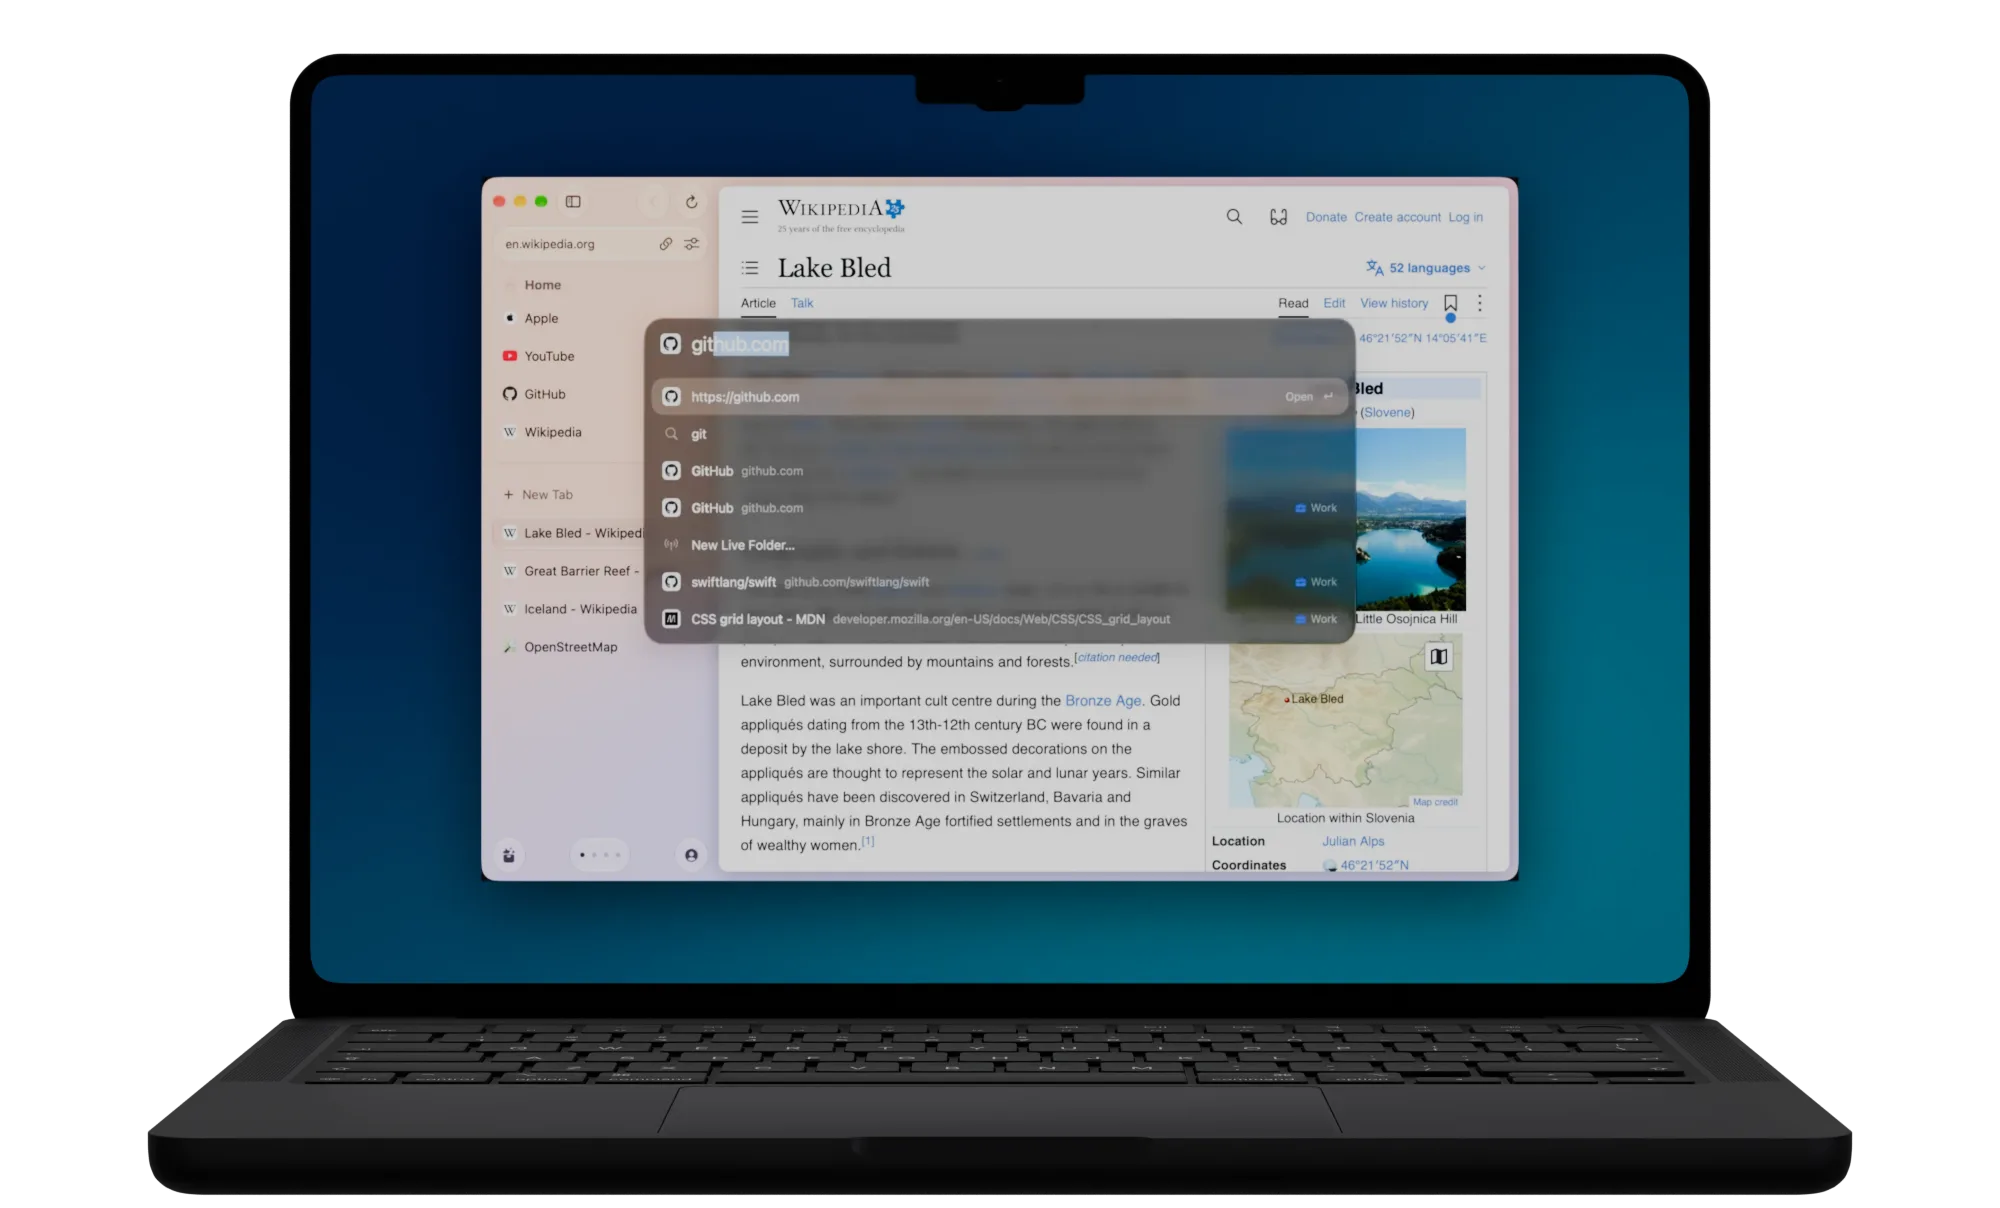 en.wikipedia.org
Home
Apple
YouTube
GitHub
Wikipedia
+ New Tab
Lake Bled - Wikipedi
Great Barrier Reef -
Iceland - Wikipedia
OpenStreetMap
WIKIPEDIA
25
25 years of the free encyclopedia
Donate Create account Log in
Lake Bled
52 languages
Article Talk
Read Edit View history
46°21′52″N 14°05′41″E
github.com
https://github.com Open
git
GitHub github.com
GitHub github.com Work
New Live Folder...
swiftlang/swift github.com/swiftlang/swift Work
CSS grid layout - MDN developer.mozilla.org/en-US/docs/Web/CSS/CSS_grid_layout Work
Bled
(Slovene)
Little Osojnica Hill
Lake Bled
Map credit
Location within Slovenia
Location Julian Alps
Coordinates 46°21′52″N
environment, surrounded by mountains and forests.[citation needed]
Lake Bled was an important cult centre during the Bronze Age. Gold
appliqués dating from the 13th-12th century BC were found in a
deposit by the lake shore. The embossed decorations on the
appliqués are thought to represent the solar and lunar years. Similar
appliqués have been discovered in Switzerland, Bavaria and
Hungary, mainly in Bronze Age fortified settlements and in the graves
of wealthy women.[1]
Q W E R T Y U I O P
A S D F G H J K L
Z X C V B N M
fn control option command command option